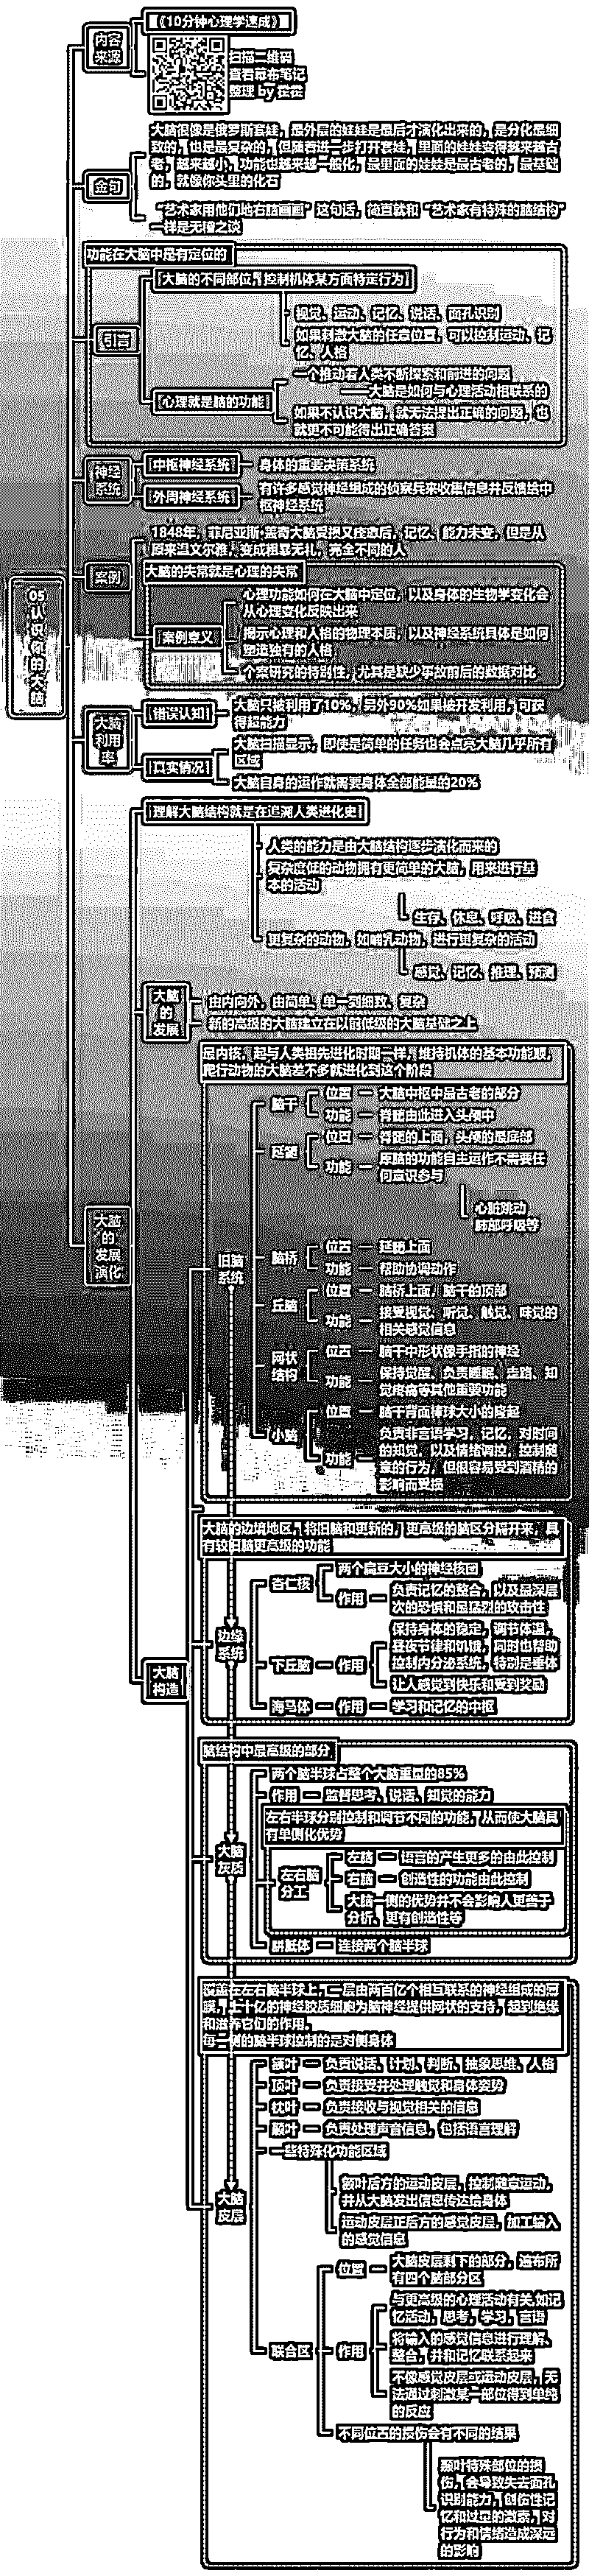 05认识你的大脑
内容
来源
《10分钟心理学速成》
扫描二维码
查看幕布笔记
整理 by
金句
大脑很像是俄罗斯套娃，最外层的娃娃是最后才演化出来的，是分化最细
致的，也是最复杂的，但随着进一步打开套娃，里面的娃娃变得越来越古
老，越来越小，功能也越来越一般化，最里面的娃娃是最古老的，最基础
的，就像你头里的化石
“艺术家用他们的右脑画画”这句话，简直就和“艺术家有特殊的脑结构”
一样是无稽之谈
功能在大脑中是有定位的
引言
大脑的不同部位，控制机体某方面特定行为
视觉、运动、记忆、说话、面孔识别
如果刺激大脑的任意位置，可以控制运动、记
忆、人格
心理就是脑的功能
一个推动着人类不断探索和前进的问题
——大脑是如何与心理活动相联系的
如果不认识大脑，就无法提出正确的问题，也
就更不可能得出正确答案
神经
系统
中枢神经系统
身体的重要决策系统
外周神经系统
有许多感觉神经组成的侦察兵来收集信息并反馈给中
枢神经系统
案例
1848年，菲尼亚斯·盖奇大脑受损又痊愈后，记忆、能力未变，但是从
原来温文尔雅，变成粗暴无礼，完全不同的人
大脑的失常就是心理的失常
案例意义
心理功能如何在大脑中定位，以及身体的生物学变化会
从心理变化反映出来
揭示心理和人格的物理本质，以及神经系统具体是如何
塑造独有的人格
个案研究的特别性，尤其是缺少事故前后的数据对比
大脑
利用
率
错误认知
大脑只被利用了10%，另外90%如果被开发利用，可获
得超能力
真实情况
大脑扫描显示，即使是简单的任务也会点亮大脑几乎所有
区域
大脑自身的运作就需要身体全部能量的20%
大脑
的
发展
演化
理解大脑结构就是在追溯人类进化史
人类的能力是由大脑结构逐步演化而来的
复杂度低的动物拥有更简单的大脑，用来进行基
本的活动
生存、休息、呼吸、进食
更复杂的动物，如哺乳动物，进行更复杂的活动
感觉、记忆、推理、预测
大脑
的
发展
由内向外，由简单、单一到细致、复杂
新的高级的大脑建立在以前低级的大脑基础之上
大脑
构造
旧脑
系统
最内核，起与人类祖先进化时期一样，维持机体的基本功能，
爬行动物的大脑差不多就进化到这个阶段
脑干
位置 — 大脑中枢中最古老的部分
功能 — 脊髓由此进入头颅中
延髓
位置 — 脊髓的上面，头颅的最底部
功能 — 原脑的功能自主运作不需要任
何意识参与
心脏跳动
肺部呼吸等
脑桥
位置 — 延髓上面
功能 — 帮助协调动作
丘脑
位置 — 脑桥上面，脑干的顶部
功能 — 接受视觉、听觉、触觉、味觉的
相关感觉信息
网状
结构
位置 — 脑干中形状像手指的神经
功能 — 保持觉醒、负责睡眠、走路、知
觉疼痛等其他重要功能
小脑
位置 — 脑干背面棒球大小的突起
功能 — 负责非言语学习，记忆，对时间
的知觉，以及情绪调控，控制随
意的行为，但很容易受到酒精的
影响而受损
边缘
系统
大脑的边境地区，将旧脑和更新的，更高级的脑区分隔开来，具
有较旧脑更高级的功能
杏仁核
两个扁豆大小的神经核团
作用 — 负责记忆的整合，以及最深层
次的恐惧和最强烈的攻击性
下丘脑 — 作用
保持身体的稳定，调节体温，
昼夜节律和饥饿，同时也帮助
控制内分泌系统，特别是垂体
让人感觉到快乐和受到奖励
海马体 — 作用 — 学习和记忆的中枢
大脑
灰质
脑结构中最高级的部分
两个脑半球占整个大脑重量的85%
作用 — 监督思考、说话、知觉的能力
左右半球分别控制和调节不同的功能，从而使大脑具
有单侧化优势
左右脑
分工
左脑 — 语言的产生更多的由此控制
右脑 — 创造性的功能由此控制
大脑一侧的优势并不会影响人更善于
分析、更有创造性等
胼胝体 — 连接两个脑半球
大脑
皮层
覆盖在左右脑半球上，一层由两百亿个相互联系的神经组成的薄
膜，上十亿的神经胶质细胞为脑神经提供网状的支持，起到绝缘
和滋养它们的作用。
每一侧的脑半球控制的是对侧身体
额叶 — 负责说话、计划、判断、抽象思维、人格
顶叶 — 负责接受并处理触觉和身体姿势
枕叶 — 负责接收与视觉相关的信息
颞叶 — 负责处理声音信息，包括语言理解
一些特殊化功能区域
额叶后方的运动皮层，控制随意运动，
并从大脑发出信息传达给身体
运动皮层正后方的感觉皮层，加工输入
的感觉信息
联合区
位置 — 大脑皮层剩下的部分，遍布所
有四个脑部分区
作用
与更高级的心理活动有关,如记
忆活动，思考，学习，言语
将输入的感觉信息进行理解、
整合，并和记忆联系起来
不像感觉皮层或运动皮层，无
法通过刺激某一部位得到单纯
的反应
不同位置的损伤会有不同的结果
颞叶特殊部位的损
伤，会导致失去面孔
识别能力，创伤性记
忆和过量的激素，对
行为和情绪造成深远
的影响